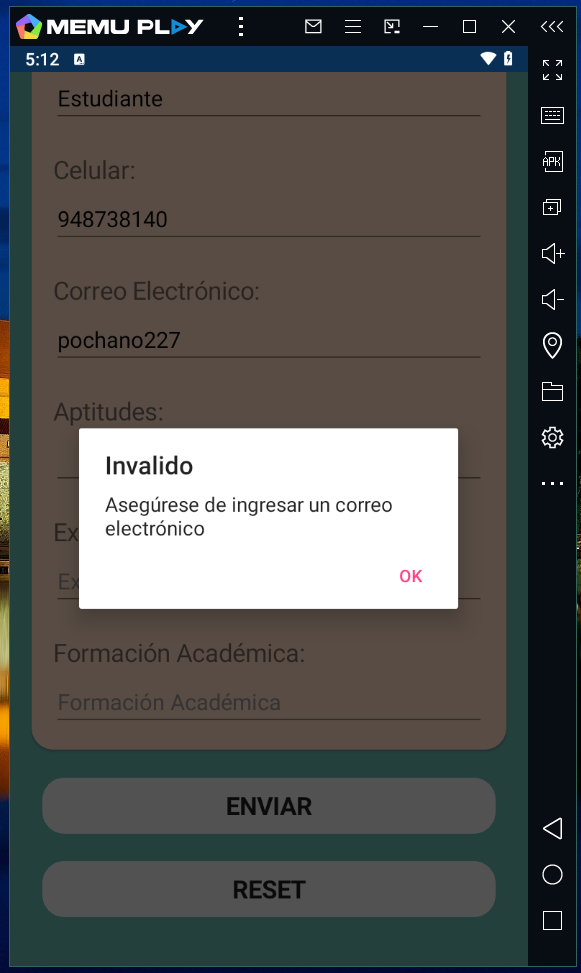 MEMU PLAY
5:12 A
Estudiante
Celular:
948738140
Correo Electrónico:
pochano227
Aptitudes:
Invalido
Asegúrese de ingresar un correo
electrónico
OK
Ex
Ex
Formación Académica:
Formación Académica
ENVIAR
RESET
APK